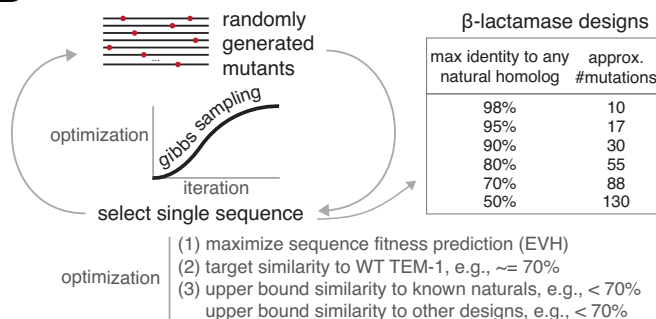 randomly
generated
mutants
...
optimization
gibbs sampling
iteration
select single sequence
β-lactamase designs
max identity to any natural homolog
approx. #mutations
98% 10
95% 17
90% 30
80% 55
70% 88
50% 130
optimization
(1) maximize sequence fitness prediction (EVH)
(2) target similarity to WT TEM-1, e.g., ~= 70%
(3) upper bound similarity to known naturals, e.g., < 70%
upper bound similarity to other designs, e.g., < 70%